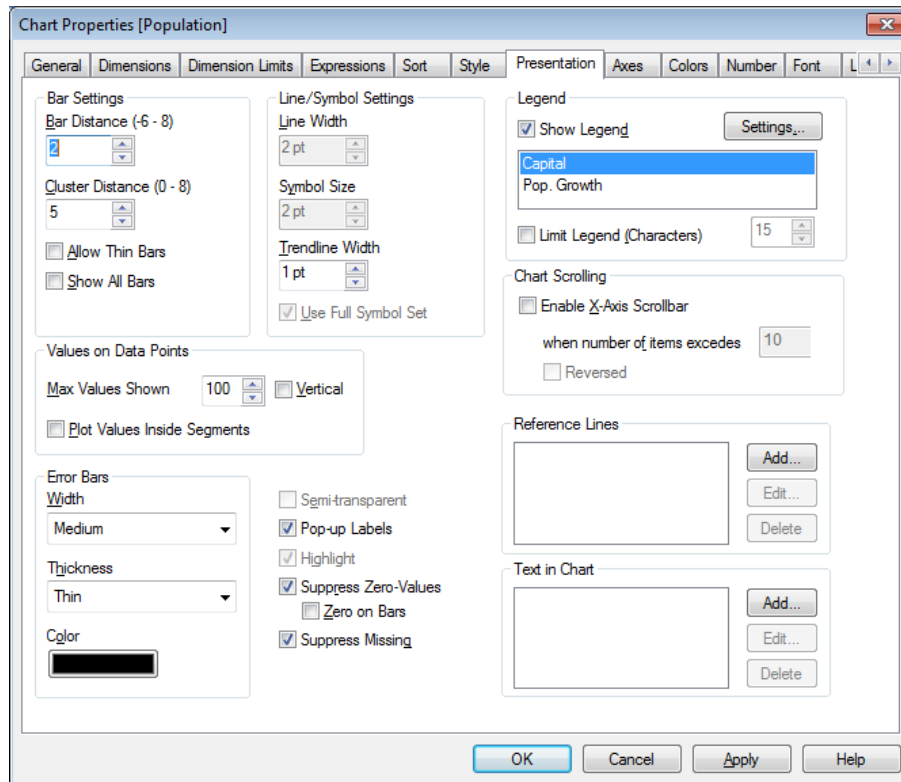 Chart Properties [Population]
General Dimensions Dimension Limits Expressions Sort Style Presentation Axes Colors Number Font L
Bar Settings
Bar Distance (-6 - 8)
2
Cluster Distance (0 - 8)
5
Allow Thin Bars
Show All Bars
Line/Symbol Settings
Line Width
2 pt
Symbol Size
2 pt
Trendline Width
1 pt
Use Full Symbol Set
Legend
Show Legend Settings...
Capital
Pop. Growth
Limit Legend (Characters) 15
Chart Scrolling
Enable X-Axis Scrollbar
when number of items excedes 10
Reversed
Values on Data Points
Max Values Shown 100 Vertical
Plot Values Inside Segments
Reference Lines
Add...
Edit...
Delete
Error Bars
Width
Medium
Thickness
Thin
Color
Semi-transparent
Pop-up Labels
Highlight
Suppress Zero-Values
Zero on Bars
Suppress Missing
Text in Chart
Add...
Edit...
Delete
OK Cancel Apply Help